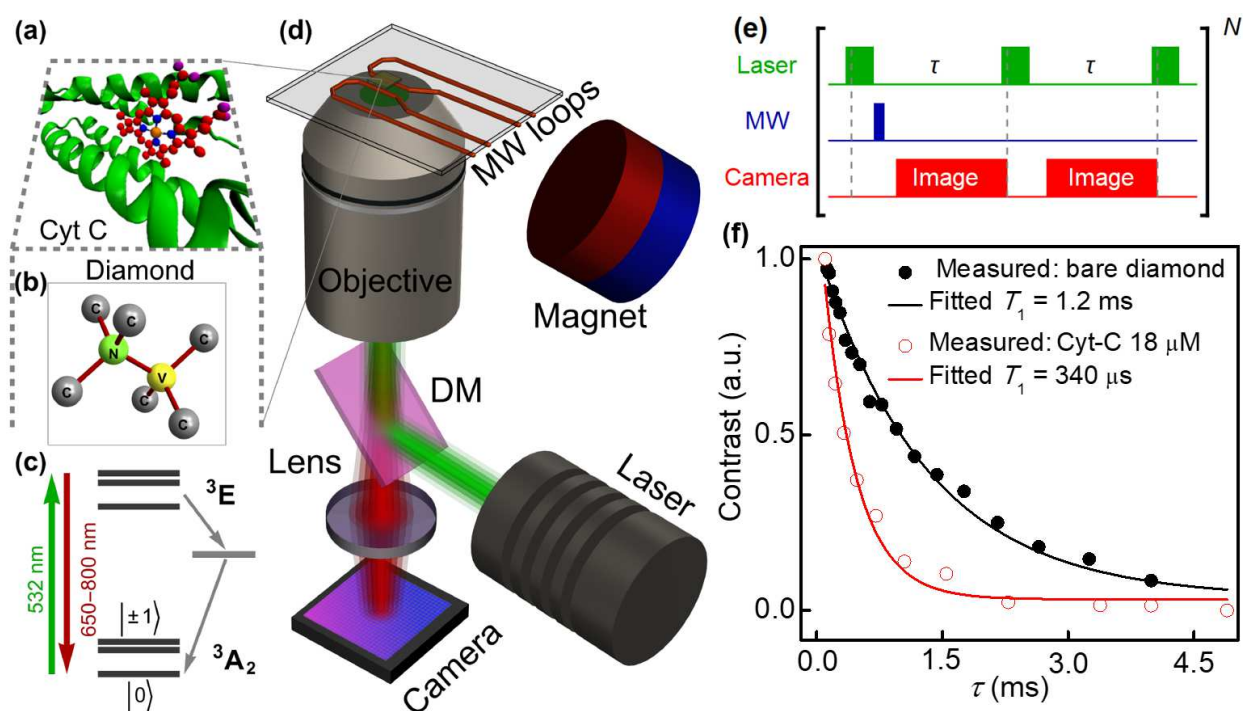 (a)
Cyt C
Diamond
(b)
C
C
C
N
V
C
C
C
(c)
532 nm
650–800 nm
³E
|±1⟩
³A₂
|0⟩
(d)
MW loops
Objective
Magnet
DM
Lens
Laser
Camera
(e)
N
Laser
τ
τ
MW
Camera
Image
Image
(f)
1.0
0.5
0.0
Contrast (a.u.)
Measured: bare diamond
Fitted T₁ = 1.2 ms
Measured: Cyt-C 18 μM
Fitted T₁ = 340 μs
0.0
1.5
3.0
4.5
τ (ms)